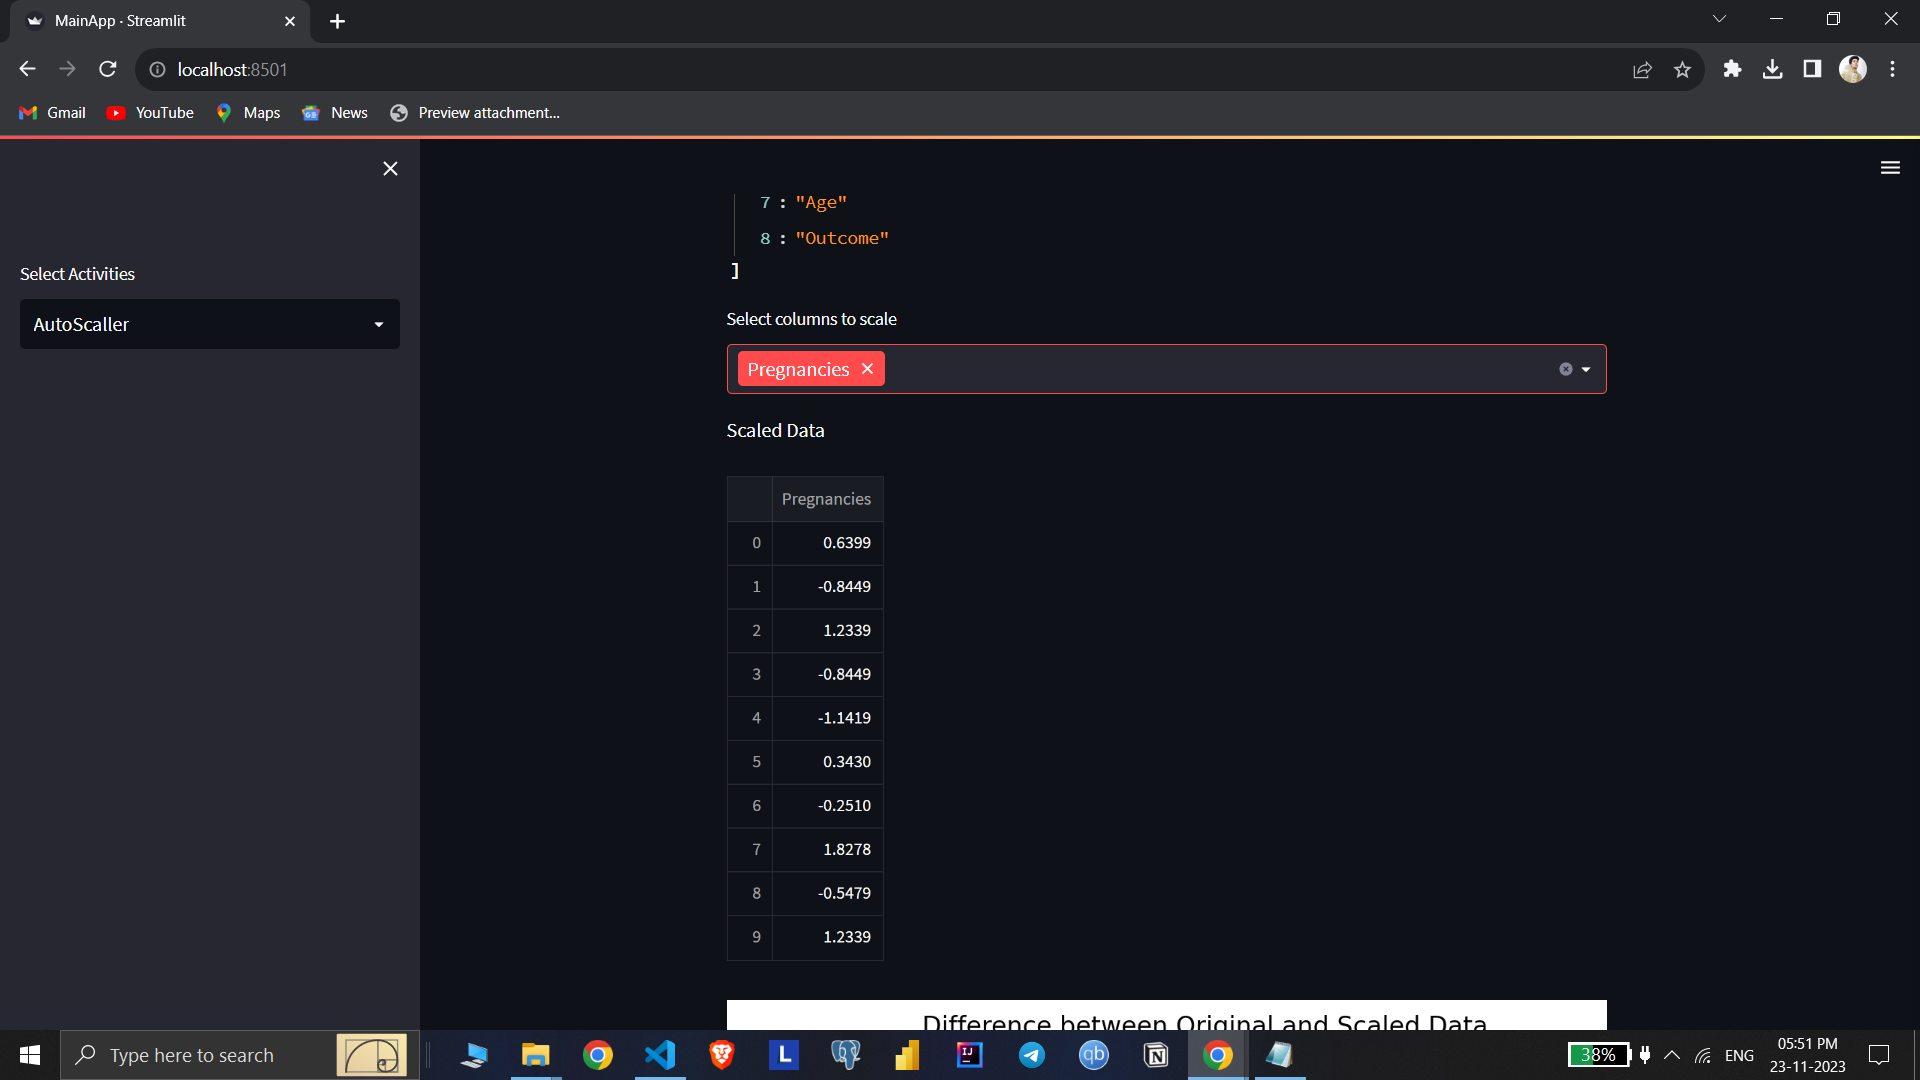 MainApp · Streamlit
localhost:8501
Gmail
YouTube
Maps
News
Preview attachment...
Select Activities
AutoScaller
7 : "Age"
8 : "Outcome"
]
Select columns to scale
Pregnancies
Scaled Data
Pregnancies
0 0.6399
1 -0.8449
2 1.2339
3 -0.8449
4 -1.1419
5 0.3430
6 -0.2510
7 1.8278
8 -0.5479
9 1.2339
Difference between Original and Scaled Data
Type here to search
L
IJ
qb
N
38%
ENG
05:51 PM
23-11-2023